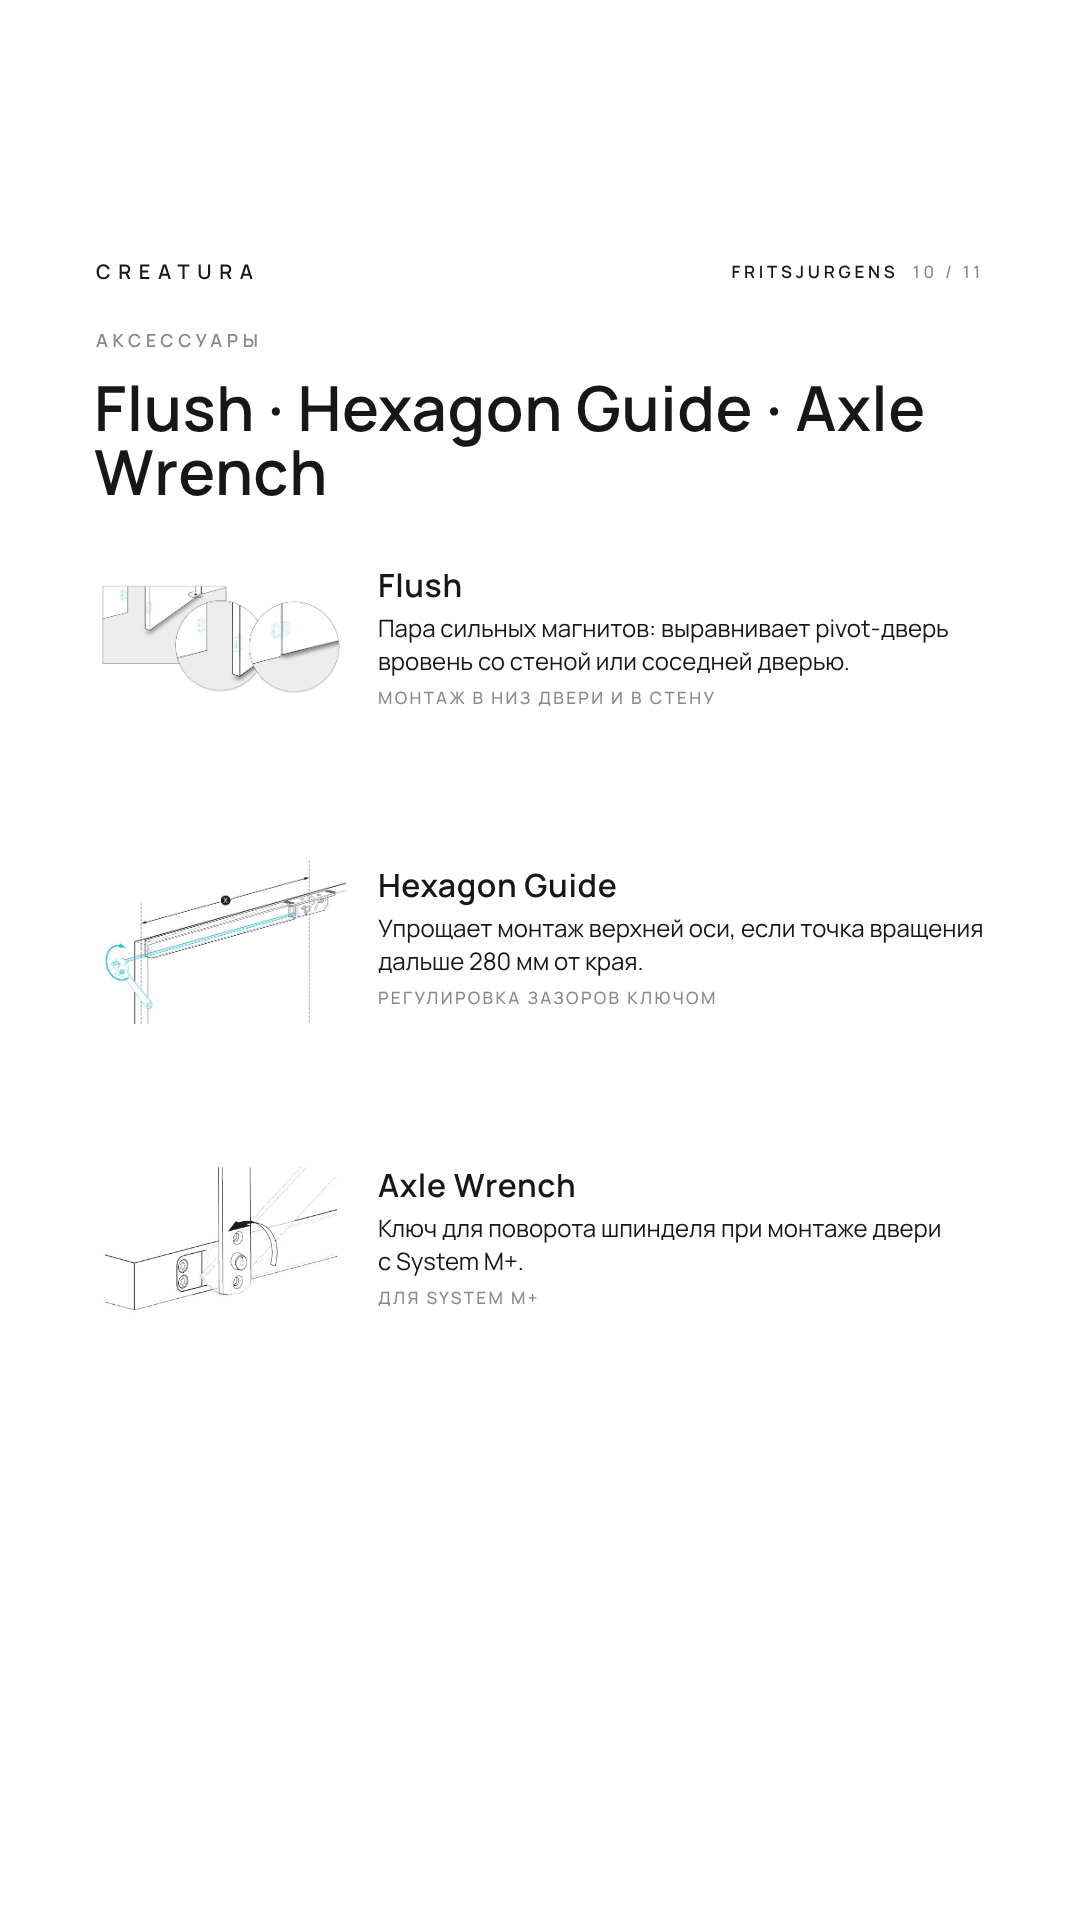 CREATURA
FRITSJURGENS 10 / 11
АКСЕССУАРЫ
Flush · Hexagon Guide · Axle
Wrench
Flush
Пара сильных магнитов: выравнивает pivot-дверь
вровень со стеной или соседней дверью.
МОНТАЖ В НИЗ ДВЕРИ И В СТЕНУ
X
Hexagon Guide
Упрощает монтаж верхней оси, если точка вращения
дальше 280 мм от края.
РЕГУЛИРОВКА ЗАЗОРОВ КЛЮЧОМ
Axle Wrench
Ключ для поворота шпинделя при монтаже двери
с System M+.
ДЛЯ SYSTEM M+